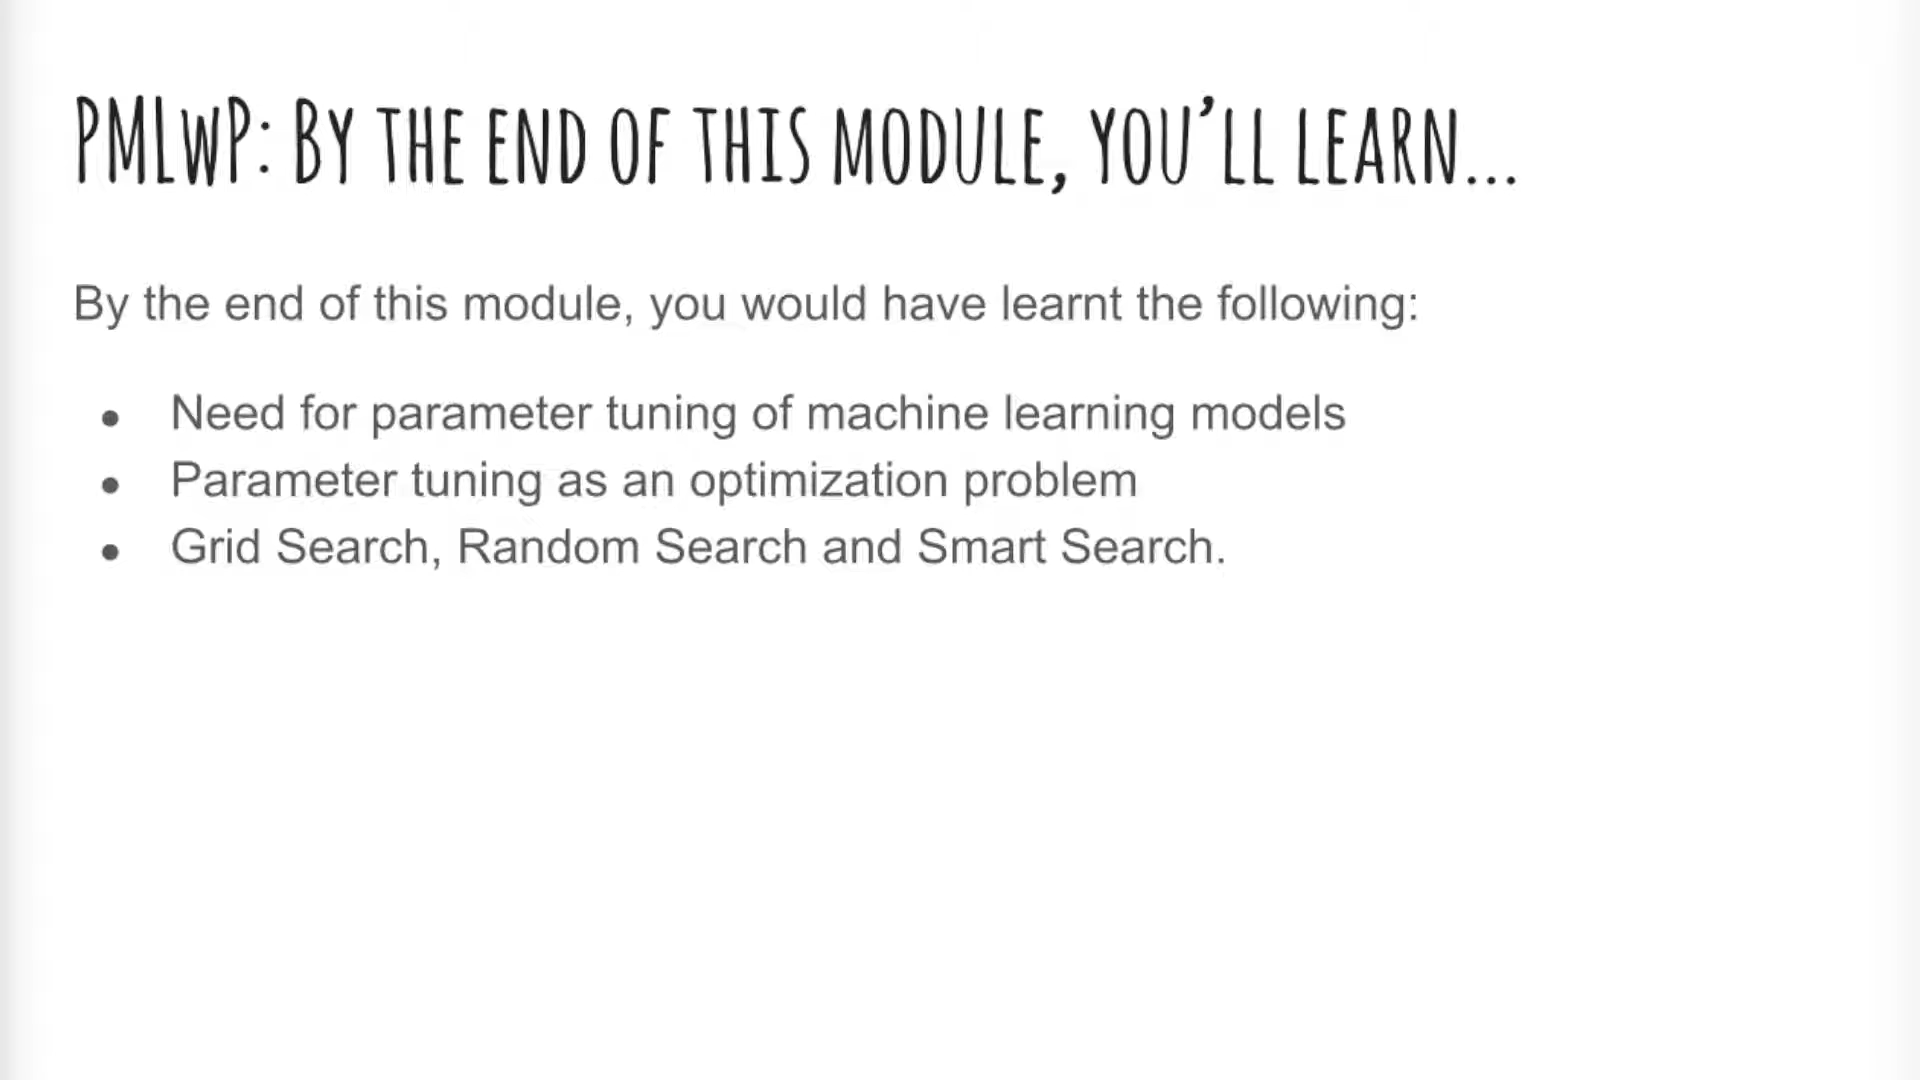 PMLwP: By the end of this module, you’ll learn...
By the end of this module, you would have learnt the following:
● Need for parameter tuning of machine learning models
● Parameter tuning as an optimization problem
● Grid Search, Random Search and Smart Search.